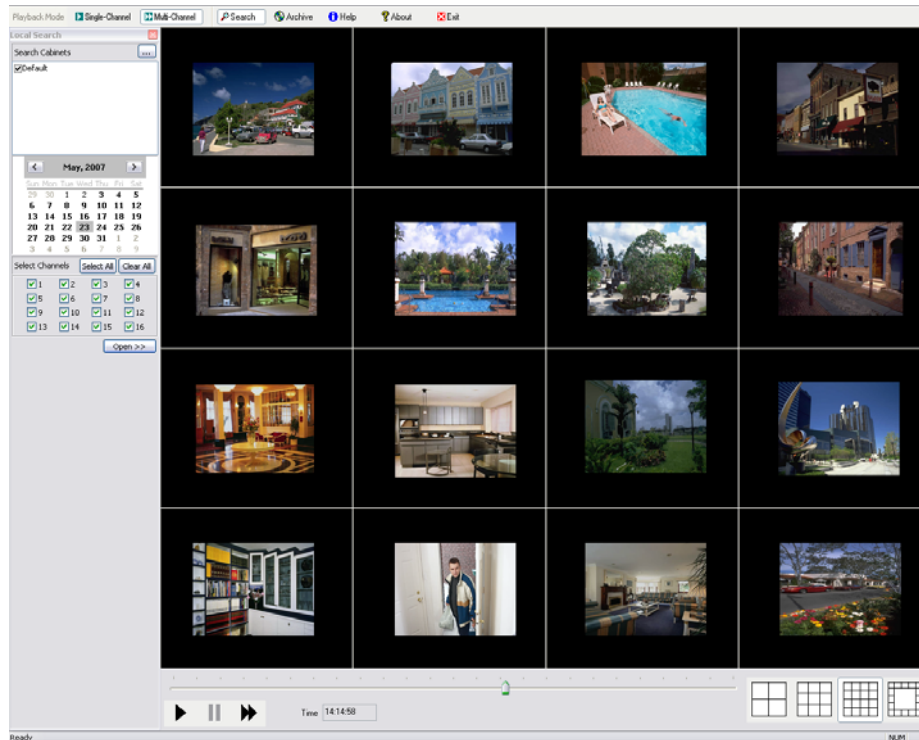 Playback Mode Single-Channel Multi-Channel Search Archive Help About Exit
Local Search
Search Cabinets ...
Default
May, 2007
Sun Mon Tue Wed Thu Fri Sat
29 30 1 2 3 4 5
6 7 8 9 10 11 12
13 14 15 16 17 18 19
20 21 22 23 24 25 26
27 28 29 30 31 1 2
3 4 5 6 7 8 9
Select Channels Select All Clear All
1 2 3 4
5 6 7 8
9 10 11 12
13 14 15 16
Open >>
Time 14:14:58
Ready NUM